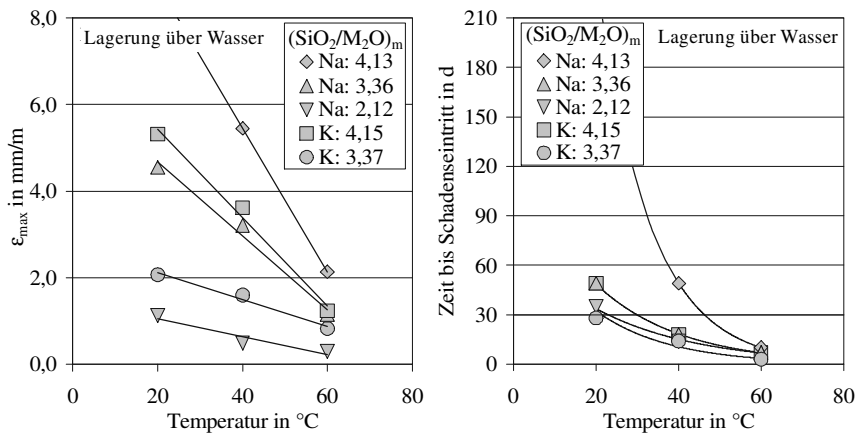 8,0
6,0
4,0
2,0
0,0
ε_max in mm/m
Lagerung über Wasser
(SiO₂/M₂O)ₘ
Na: 4,13
Na: 3,36
Na: 2,12
K: 4,15
K: 3,37
0 20 40 60 80
Temperatur in °C
210
180
150
120
90
60
30
0
Zeit bis Schadenseintritt in d
(SiO₂/M₂O)ₘ
Na: 4,13
Na: 3,36
Na: 2,12
K: 4,15
K: 3,37
Lagerung über Wasser
0 20 40 60 80
Temperatur in °C